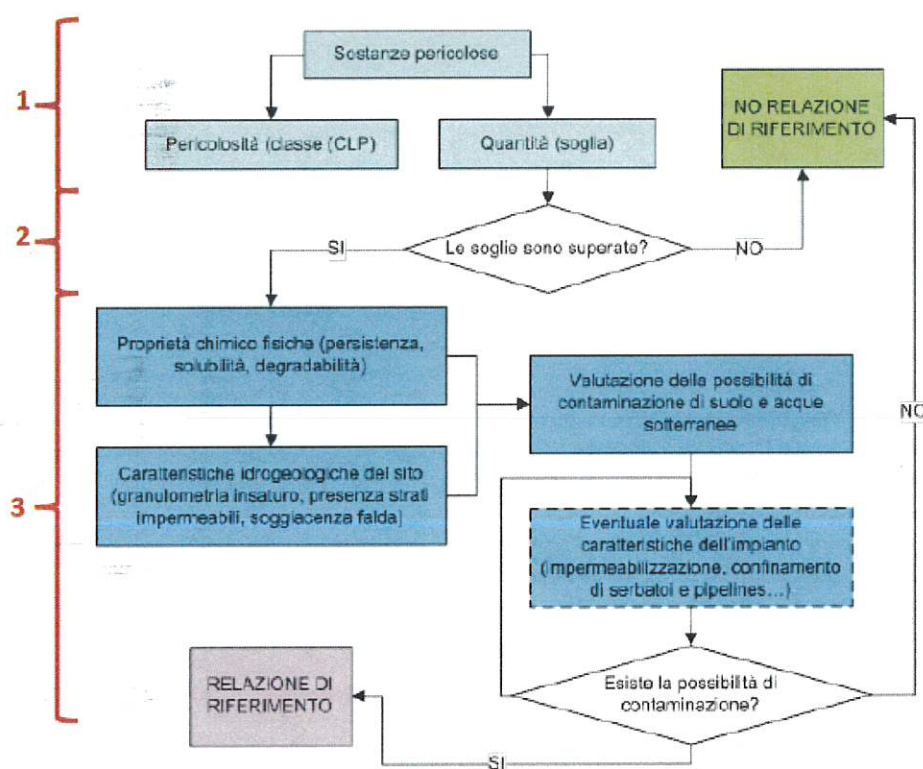 1
Sostanze pericolose
Pericolosità (classe (CLP)
Quantità (soglia)
NO RELAZIONE
DI RIFERIMENTO
2
Le soglie sono superate?
SI
NO
3
Proprietà chimico fisiche (persistenza,
solubilità, degradabilità)
Caratteristiche idrogeologiche del sito
(granulometria insaturo, presenza strati
impermeabili, soggiacenza falda)
Valutazione della possibilità di
contaminazione di suolo e acque
sotterranee
NO
Eventuale valutazione delle
caratteristiche dell'impianto
(impermeabilizzazione, confinamento
di serbatoi e pipelines…)
Esiste la possibilità di
contaminazione?
SI
RELAZIONE DI
RIFERIMENTO